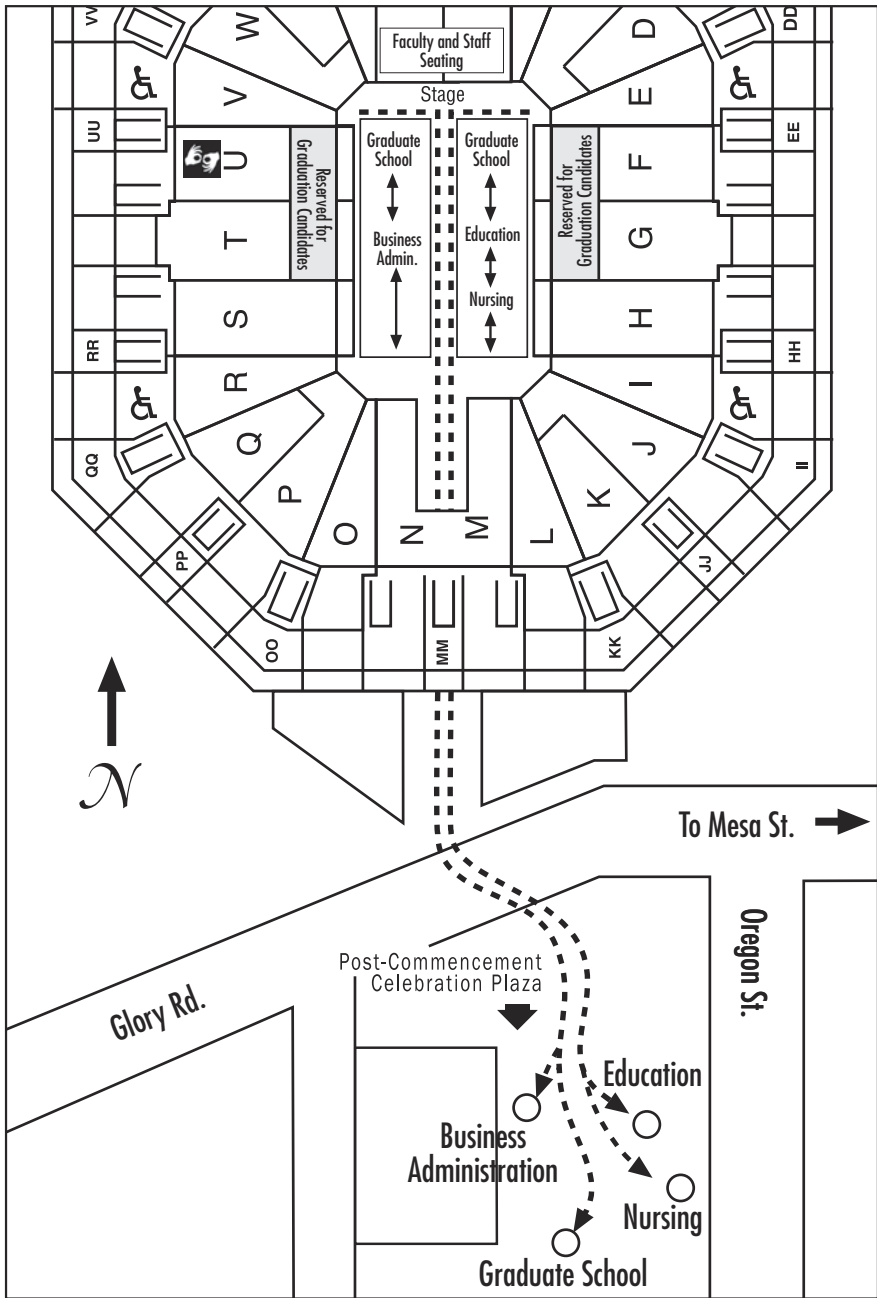 VV
W
Faculty and Staff
Seating
D
DD
V
Stage
E
UU
U
Reserved for
Graduation Candidates
Graduate
School
Graduate
School
Reserved for
Graduation Candidates
F
EE
T
Business
Admin.
Education
G
Nursing
S
H
RR
HH
R
I
QQ
Q
J
II
P
K
O
N
M
L
PP
JJ
OO
MM
KK
N
To Mesa St.
Oregon St.
Post-Commencement
Celebration Plaza
Glory Rd.
Education
Business
Administration
Nursing
Graduate School